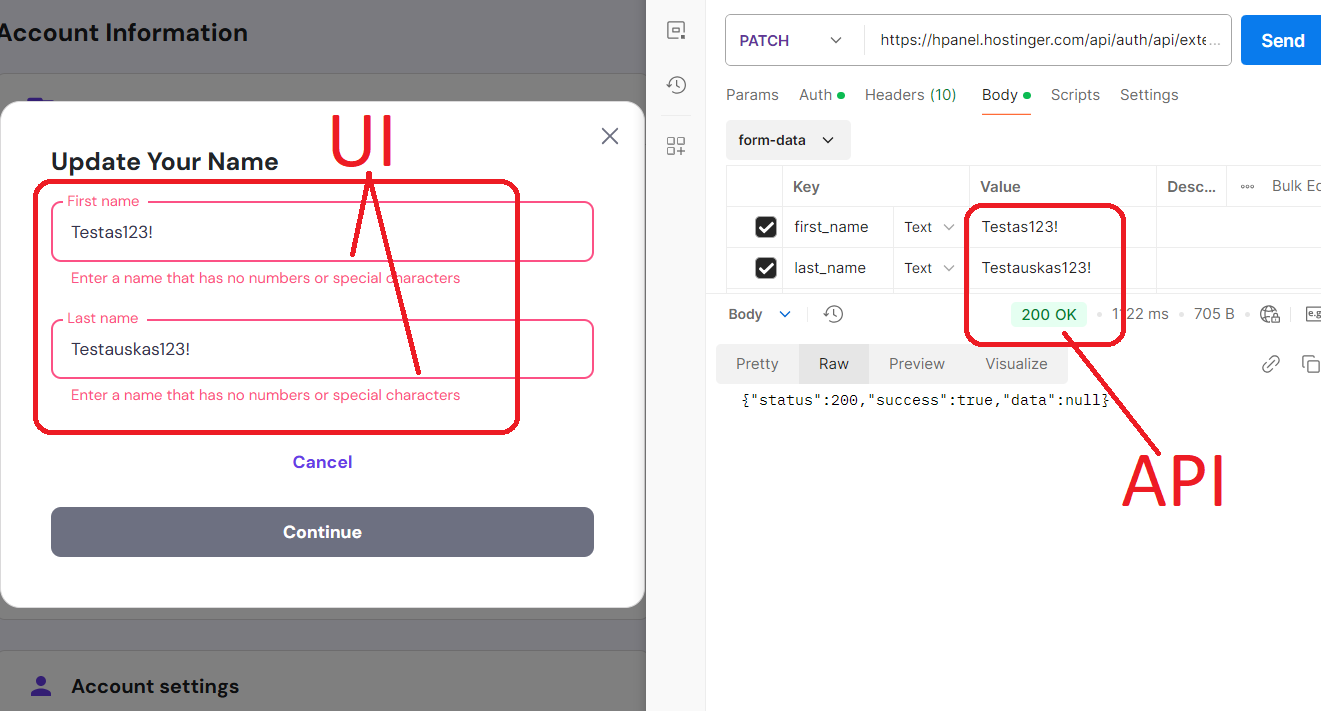 Account Information
UI
Update Your Name
First name
Testas123!
Enter a name that has no numbers or special characters
Last name
Testauskas123!
Enter a name that has no numbers or special characters
Cancel
Continue
Account settings
PATCH https://hpanel.hostinger.com/api/auth/api/exte... Send
Params Auth Headers (10) Body Scripts Settings
form-data
Key Value Desc... Bulk Ed
first_name Text Testas123!
last_name Text Testauskas123!
Body 200 OK 1122 ms 705 B e.g
Pretty Raw Preview Visualize
{"status":200,"success":true,"data":null}
API